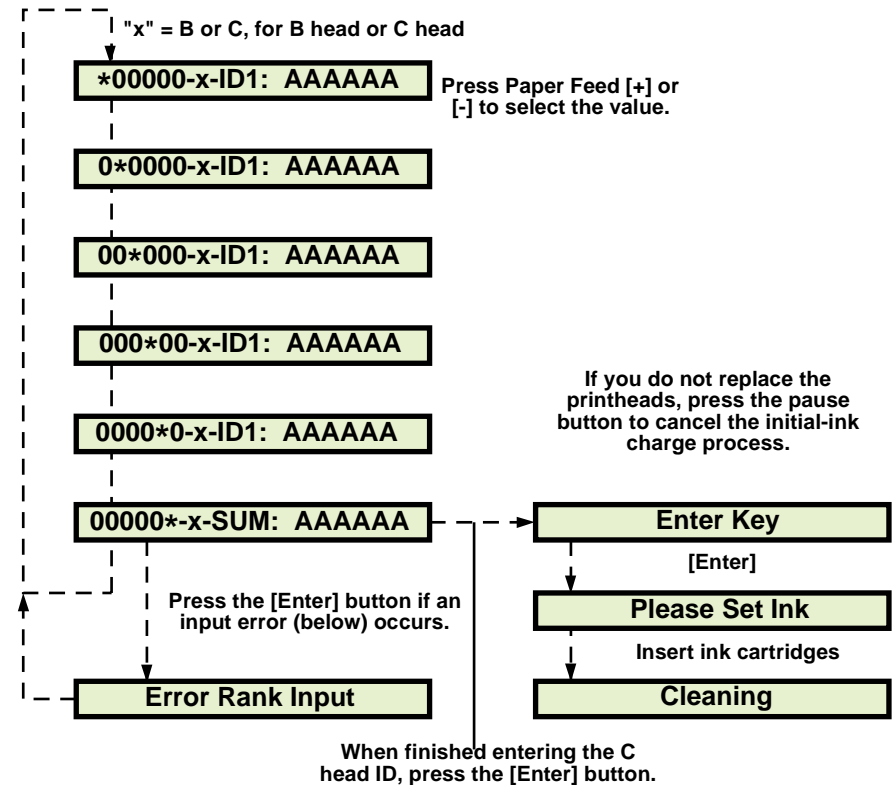 "x" = B or C, for B head or C head
*00000-x-ID1: AAAAAA
Press Paper Feed [+] or
[-] to select the value.
0*0000-x-ID1: AAAAAA
00*000-x-ID1: AAAAAA
000*00-x-ID1: AAAAAA
If you do not replace the
printheads, press the pause
button to cancel the initial-ink
charge process.
0000*0-x-ID1: AAAAAA
00000*-x-SUM: AAAAAA
Enter Key
[Enter]
Press the [Enter] button if an
input error (below) occurs.
Please Set Ink
Insert ink cartridges
Error Rank Input
Cleaning
When finished entering the C
head ID, press the [Enter] button.